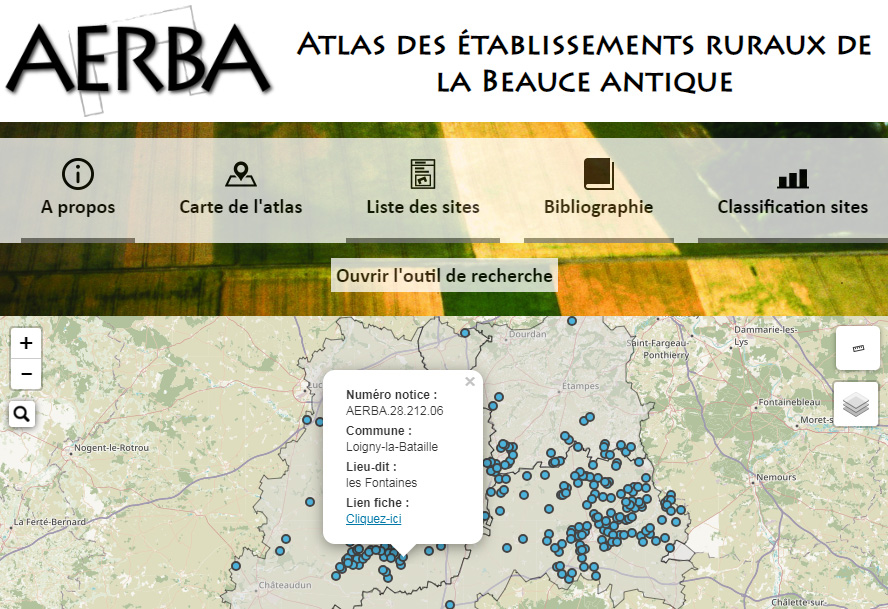 AERBA
ATLAS DES ÉTABLISSEMENTS RURAUX DE
LA BEAUCE ANTIQUE
A propos
Carte de l'atlas
Liste des sites
Bibliographie
Classification sites
Ouvrir l'outil de recherche
+
−
Numéro notice :
AERBA.28.212.06
Commune :
Loigny-la-Bataille
Lieu-dit :
les Fontaines
Lien fiche :
Cliquez-ici
×
Dourdan
Saint-Fargeau-
Ponthierry
Dammarie-les-
Lys
Étampes
Fontainebleau
Moret-s
Nogent-le-Rotrou
Nemours
La Ferté-Bernard
Châteaudun
Châlette-sur-